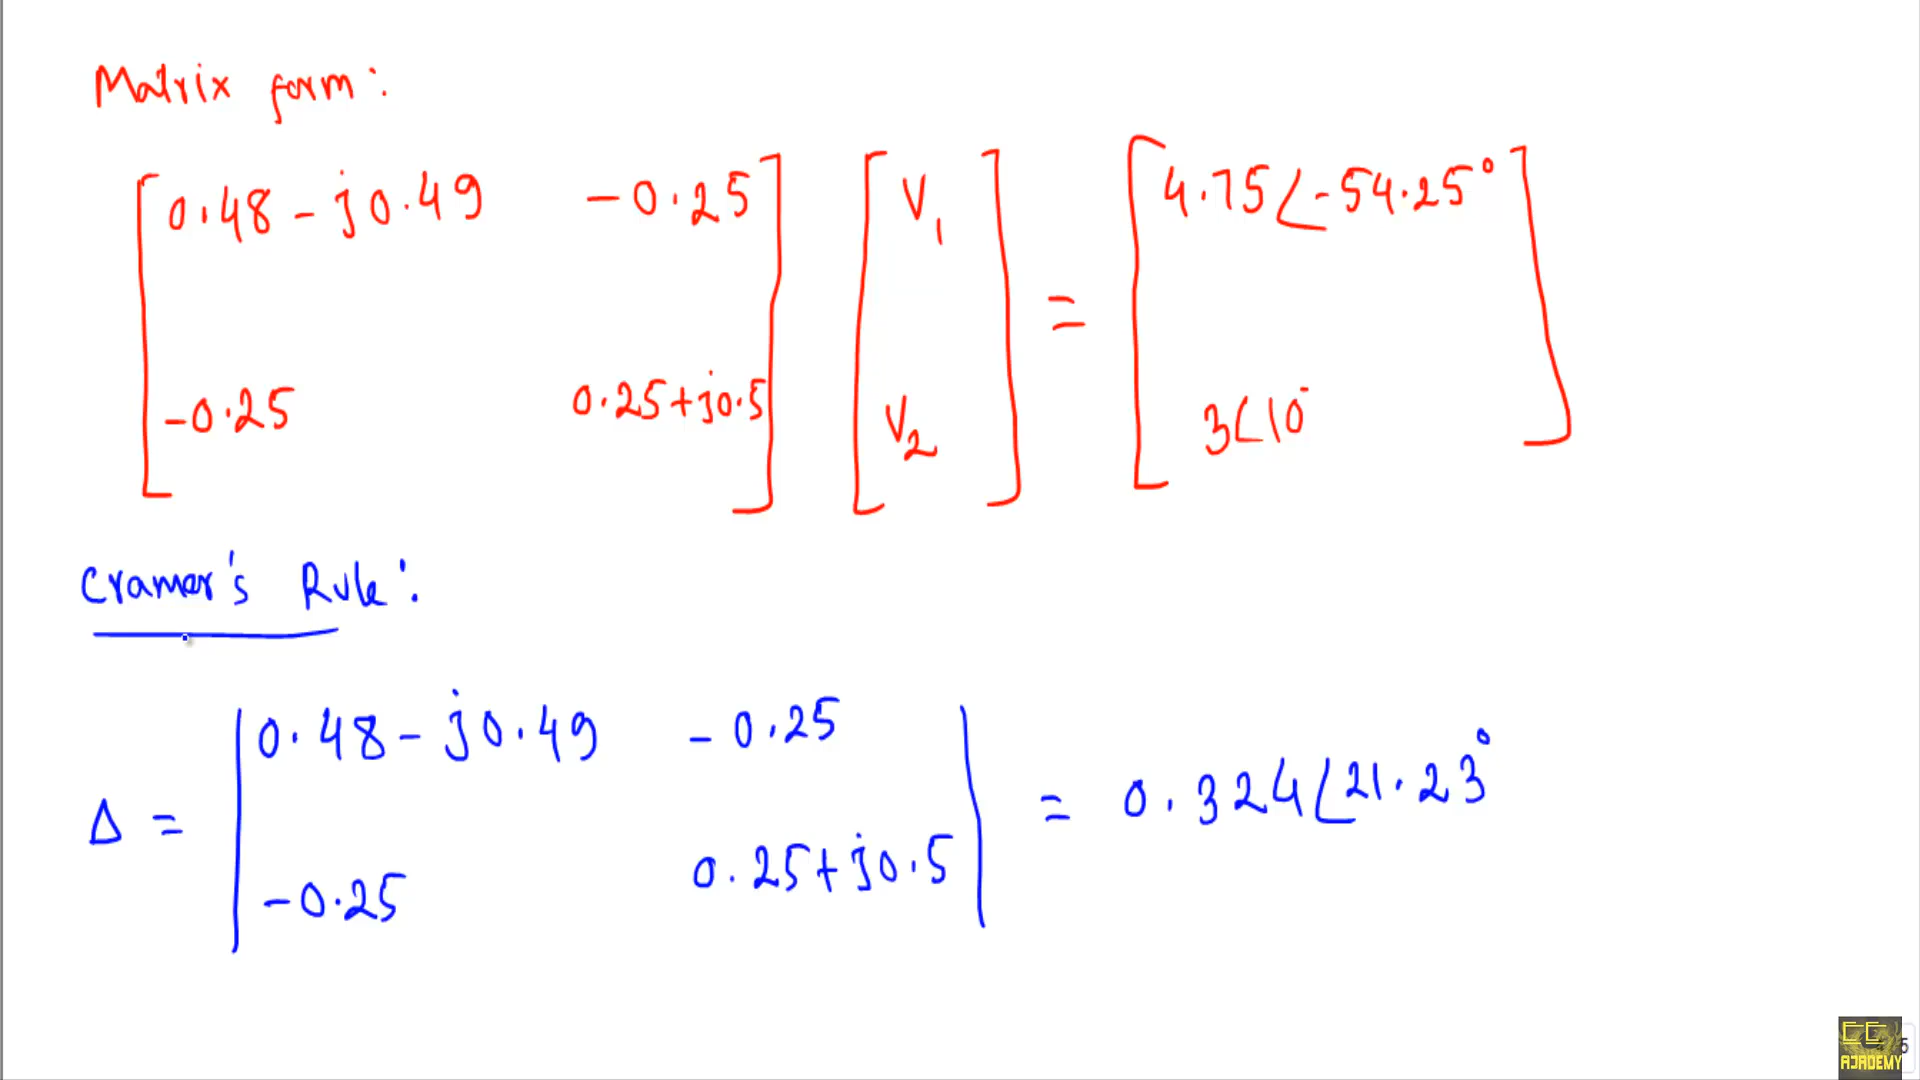 Matrix form:
0.48 - j0.49 -0.25 V1 4.75∠-54.25°
=
-0.25 0.25+j0.5 V2 3∠10°
Cramer's Rule:
0.48 - j0.49 -0.25
Δ = = 0.324∠21.23°
-0.25 0.25+j0.5
EE
AJADEMY